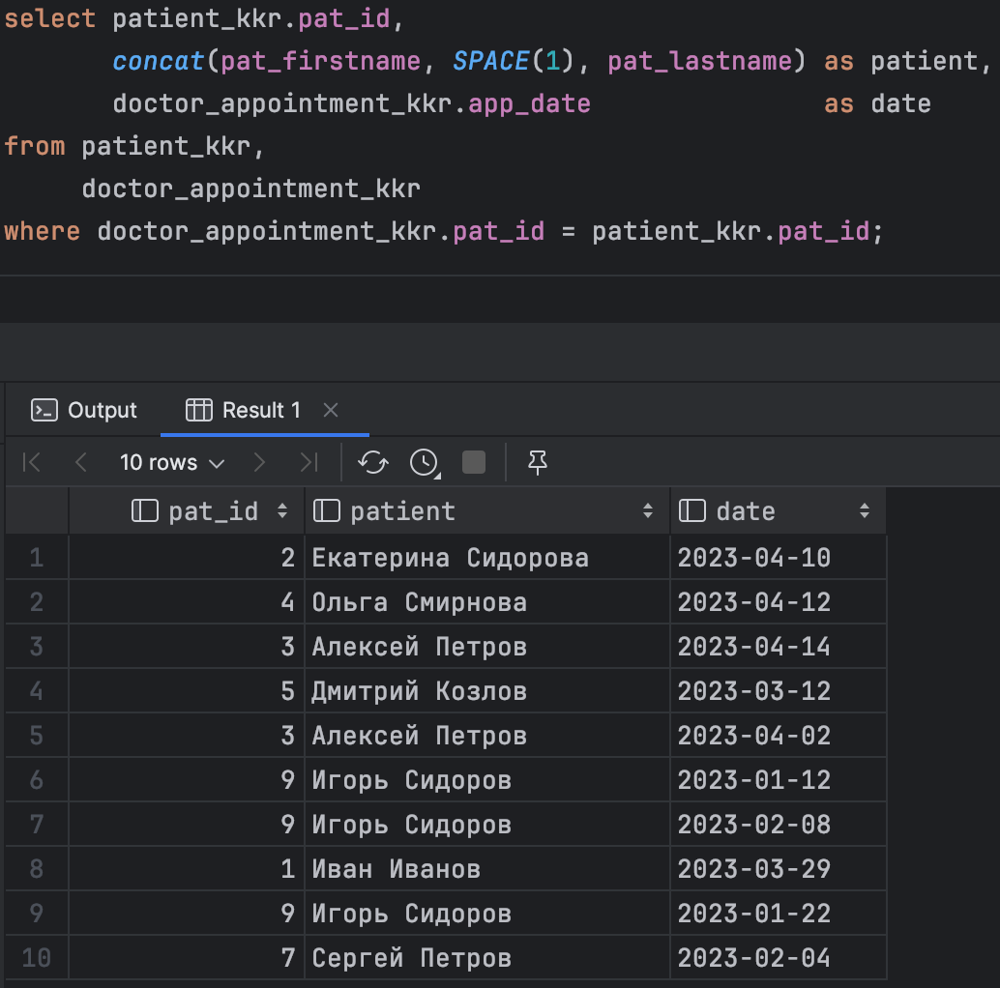 select patient_kkr.pat_id,
concat(pat_firstname, SPACE(1), pat_lastname) as patient,
doctor_appointment_kkr.app_date as date
from patient_kkr,
doctor_appointment_kkr
where doctor_appointment_kkr.pat_id = patient_kkr.pat_id;
Output Result 1
10 rows
pat_id patient date
1 2 Екатерина Сидорова 2023-04-10
2 4 Ольга Смирнова 2023-04-12
3 3 Алексей Петров 2023-04-14
4 5 Дмитрий Козлов 2023-03-12
5 3 Алексей Петров 2023-04-02
6 9 Игорь Сидоров 2023-01-12
7 9 Игорь Сидоров 2023-02-08
8 1 Иван Иванов 2023-03-29
9 9 Игорь Сидоров 2023-01-22
10 7 Сергей Петров 2023-02-04